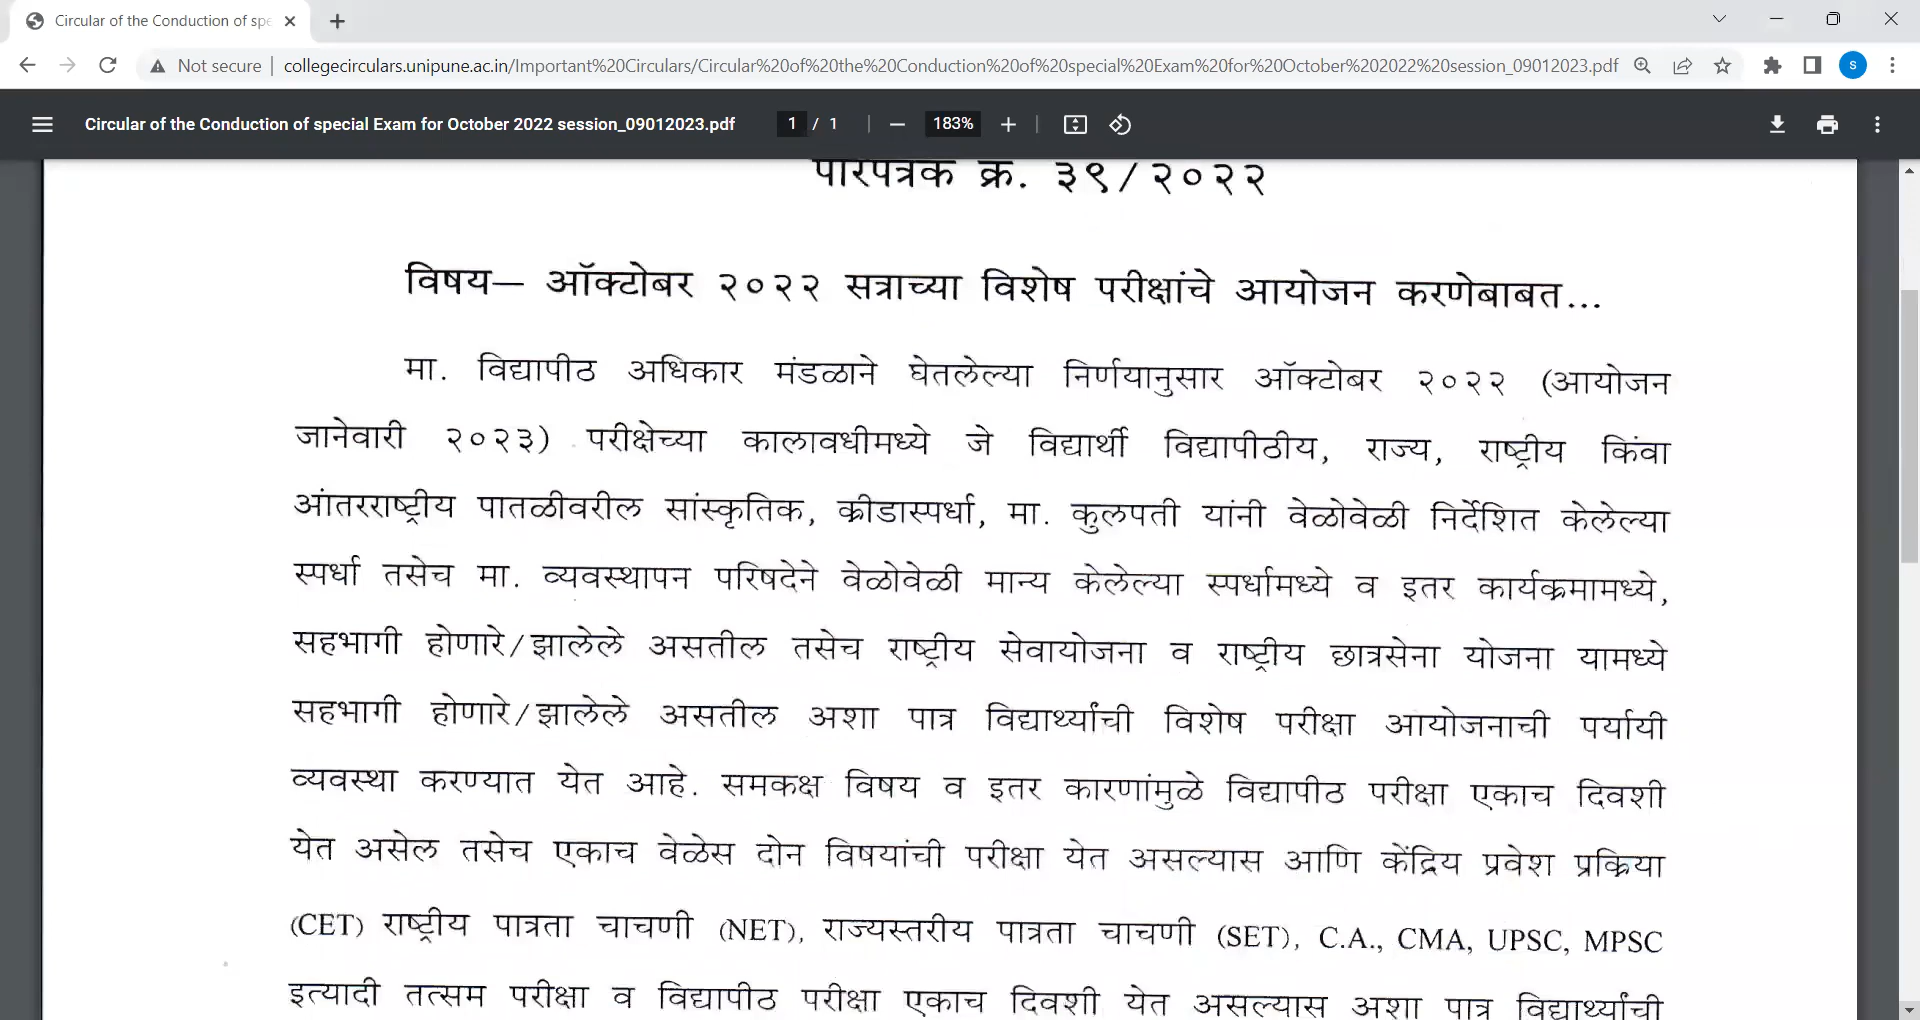 Circular of the Conduction of spe
Not secure | collegecirculars.unipune.ac.in/Important%20Circulars/Circular%20of%20the%20Conduction%20of%20special%20Exam%20for%20October%202022%20session_09012023.pdf
S
Circular of the Conduction of special Exam for October 2022 session_09012023.pdf 1 / 1 183%
परिपत्रक क्र. ३९/२०२२
विषय— ऑक्टोबर २०२२ सत्राच्या विशेष परीक्षांचे आयोजन करणेबाबत...
मा. विद्यापीठ अधिकार मंडळाने घेतलेल्या निर्णयानुसार ऑक्टोबर २०२२ (आयोजन
जानेवारी २०२३) परीक्षेच्या कालावधीमध्ये जे विद्यार्थी विद्यापीठीय, राज्य, राष्ट्रीय किंवा
आंतरराष्ट्रीय पातळीवरील सांस्कृतिक, क्रीडास्पर्धा, मा. कुलपती यांनी वेळोवेळी निर्देशित केलेल्या
स्पर्धा तसेच मा. व्यवस्थापन परिषदेने वेळोवेळी मान्य केलेल्या स्पर्धामध्ये व इतर कार्यक्रमामध्ये,
सहभागी होणारे/झालेले असतील तसेच राष्ट्रीय सेवायोजना व राष्ट्रीय छात्रसेना योजना यामध्ये
सहभागी होणारे/झालेले असतील अशा पात्र विद्यार्थ्यांची विशेष परीक्षा आयोजनाची पर्यायी
व्यवस्था करण्यात येत आहे. समकक्ष विषय व इतर कारणांमुळे विद्यापीठ परीक्षा एकाच दिवशी
येत असेल तसेच एकाच वेळेस दोन विषयांची परीक्षा येत असल्यास आणि केंद्रिय प्रवेश प्रक्रिया
(CET) राष्ट्रीय पात्रता चाचणी (NET), राज्यस्तरीय पात्रता चाचणी (SET), C.A., CMA, UPSC, MPSC
इत्यादी तत्सम परीक्षा व विद्यापीठ परीक्षा एकाच दिवशी येत असल्यास अशा पात्र विद्यार्थ्यांची